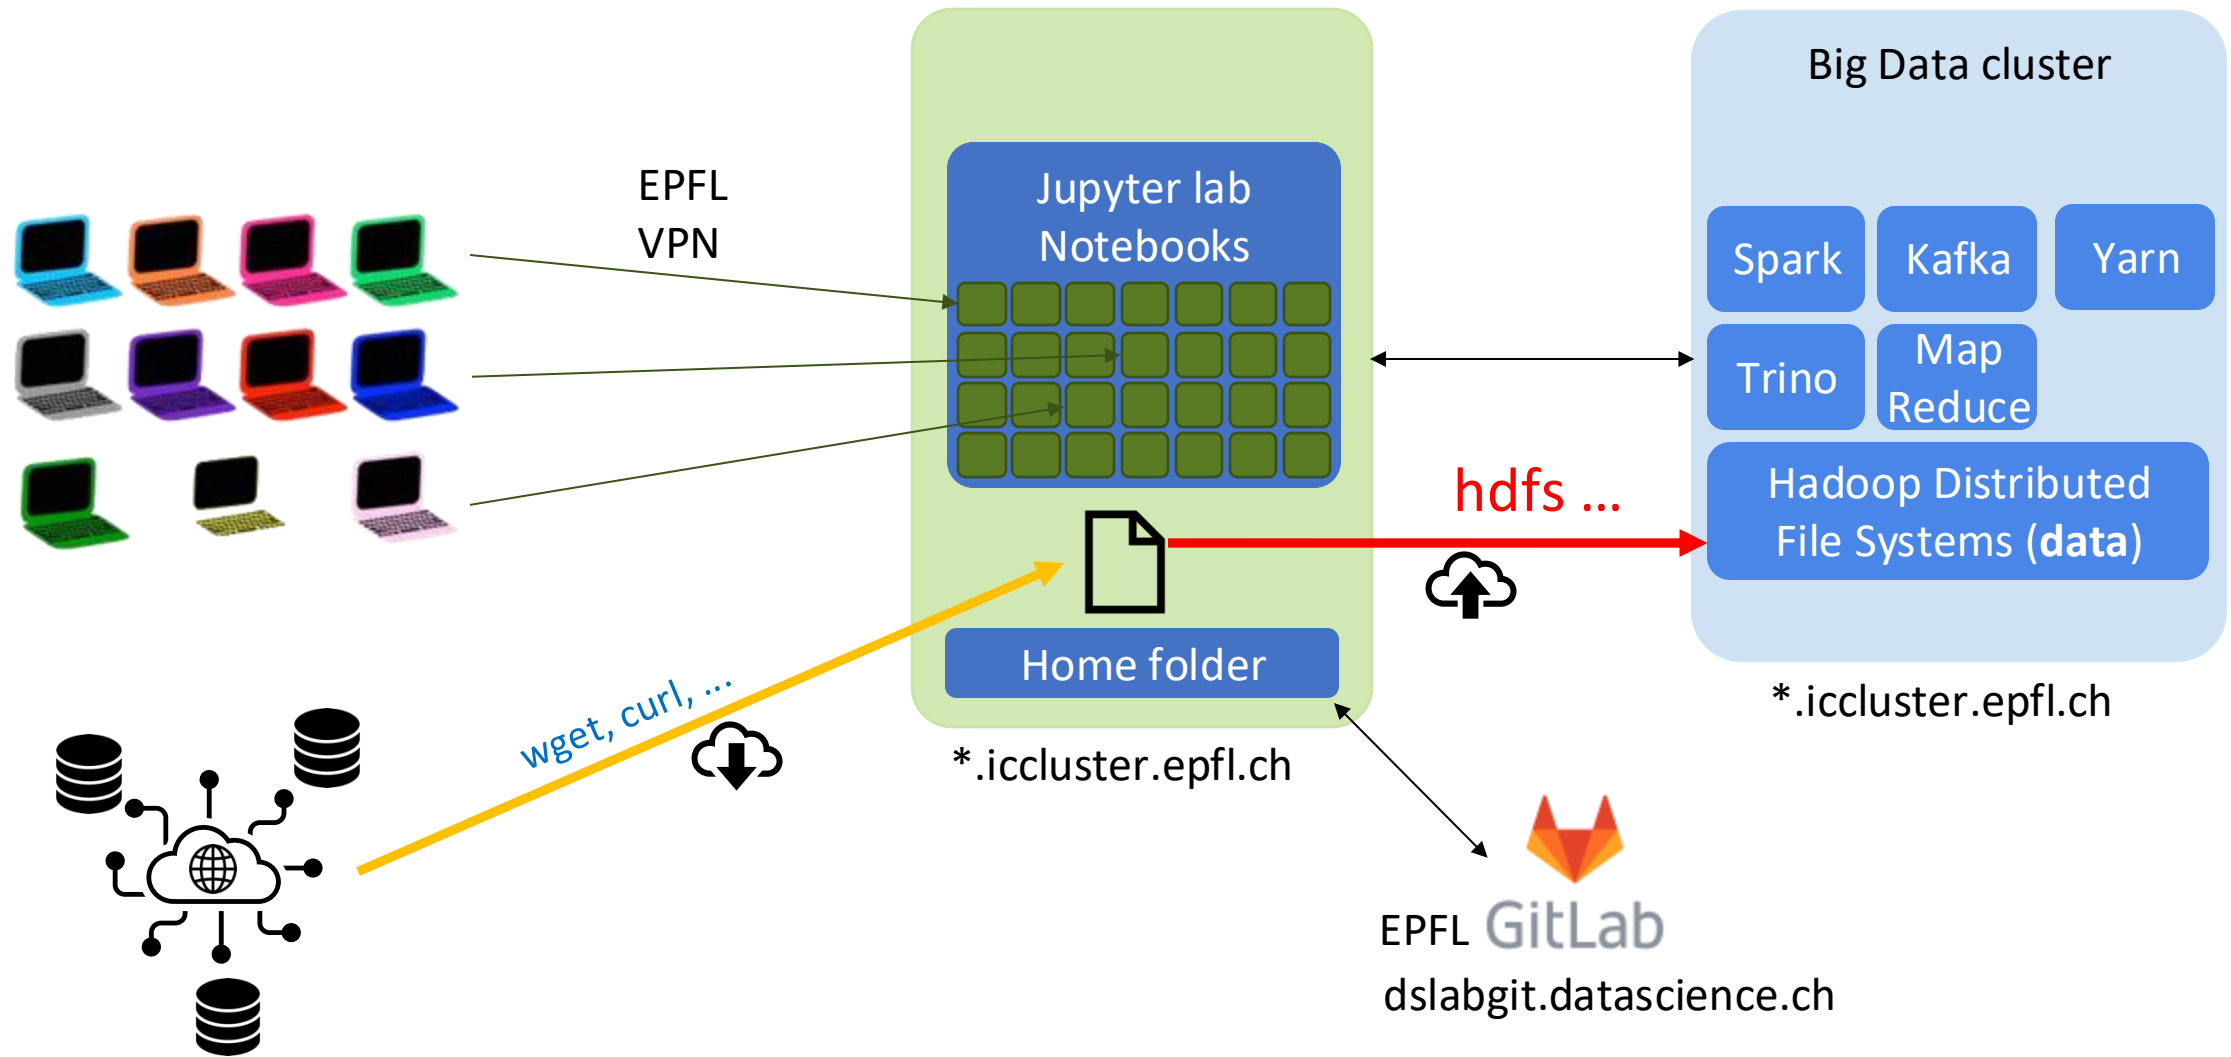 EPFL
VPN
Jupyter lab
Notebooks
Home folder
*.iccluster.epfl.ch
wget, curl, ...
hdfs ...
Big Data cluster
Spark
Kafka
Yarn
Trino
Map
Reduce
Hadoop Distributed
File Systems (data)
*.iccluster.epfl.ch
EPFL GitLab
dslabgit.datascience.ch